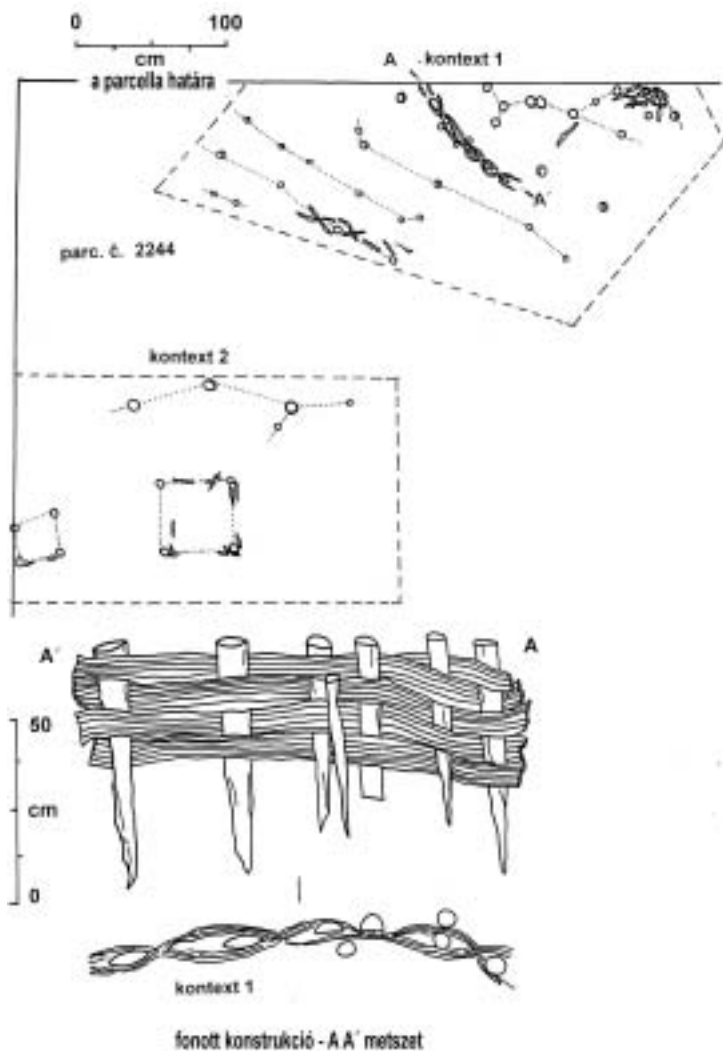 0 100
cm
A kontext 1
a parcella határa
A´
parc. č. 2244
kontext 2
A´ A
50
cm
0
kontext 1
fonott konstrukció - A A´ metszet